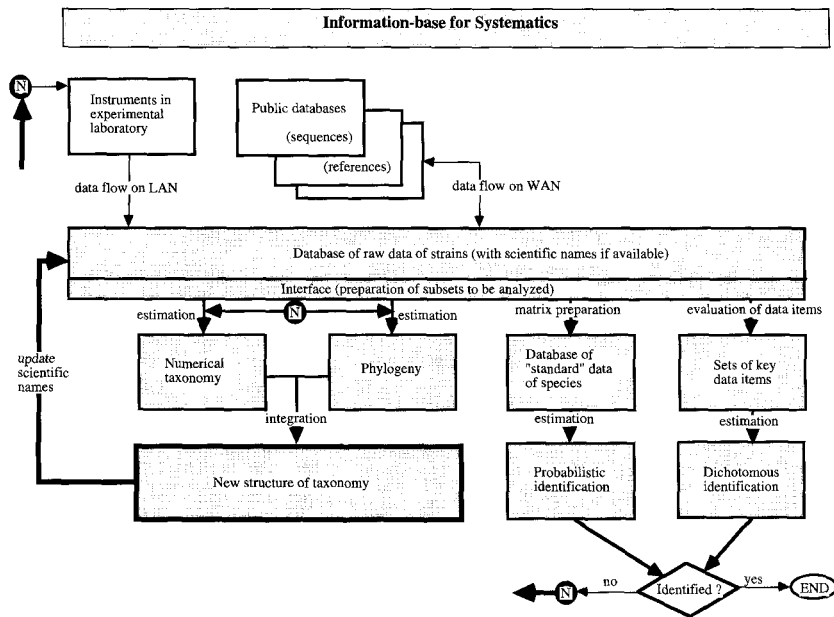 Information-base for Systematics
N
Instruments in
experimental
laboratory
Public databases
(sequences)
(references)
data flow on LAN
data flow on WAN
Database of raw data of strains (with scientific names if available)
Interface (preparation of subsets to be analyzed)
estimation
N
estimation
matrix preparation
evaluation of data items
update
scientific
names
Numerical
taxonomy
Phylogeny
Database of
"standard" data
of species
Sets of key
data items
integration
estimation
estimation
New structure of taxonomy
Probabilistic
identification
Dichotomous
identification
N
no
Identified ?
yes
END